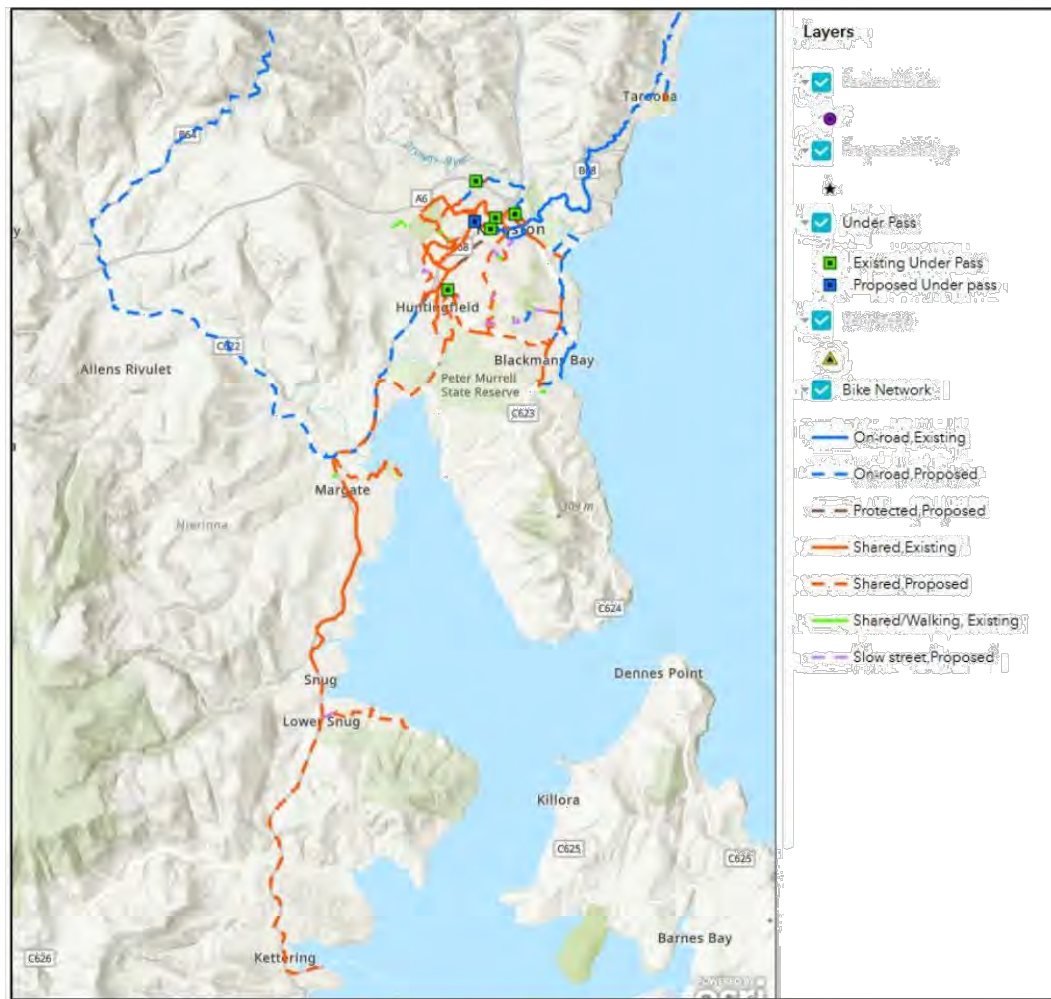 Layers
Under Pass
Existing Under Pass
Proposed Under pass
Bike Network
On-road,Existing
On-road,Proposed
Protected,Proposed
Shared,Existing
Shared,Proposed
Shared/Walking, Existing
Slow street,Proposed
Taroona
B64
B68
A6
Kingston
Huntingfield
C622
Allens Rivulet
Blackmans Bay
Peter Murrell
State Reserve
C623
Margate
Nierinna
309 m
C624
Snug
Dennes Point
Lower Snug
Killora
C625
C625
Barnes Bay
C626
Kettering
esri